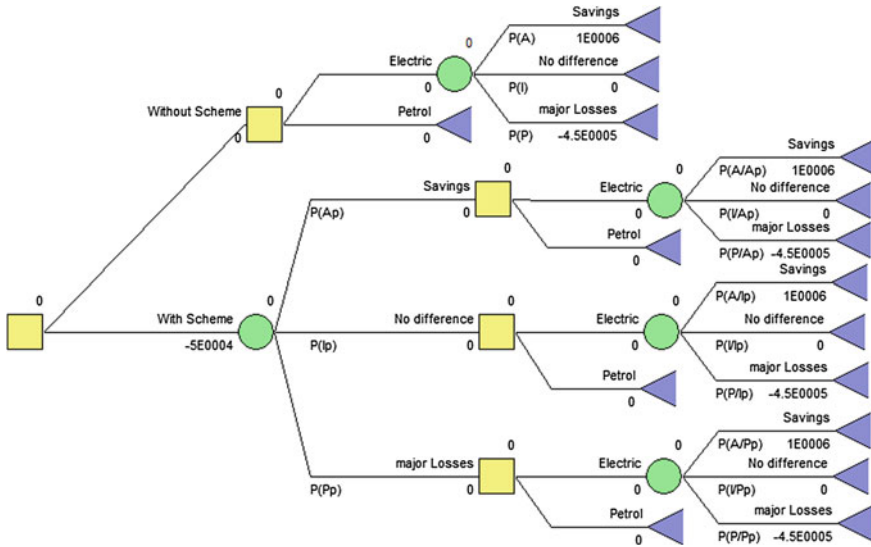 Savings
0
P(A) 1E0006
Electric No difference
0 P(I) 0
0 Petrol major Losses
Without Scheme
0 0 P(P) -4.5E0005
Savings
0 0 P(A/Ap) 1E0006
Savings Electric No difference
P(Ap) 0 0 P(I/Ap) 0
Petrol major Losses
0 P(P/Ap) -4.5E0005
Savings
0 0 0 0 P(A/Ip) 1E0006
With Scheme No difference Electric No difference
-5E0004 P(Ip) 0 0 P(I/Ip) 0
Petrol major Losses
0 P(P/Ip) -4.5E0005
Savings
0 0 P(A/Pp) 1E0006
major Losses Electric No difference
P(Pp) 0 0 P(I/Pp) 0
Petrol major Losses
0 P(P/Pp) -4.5E0005